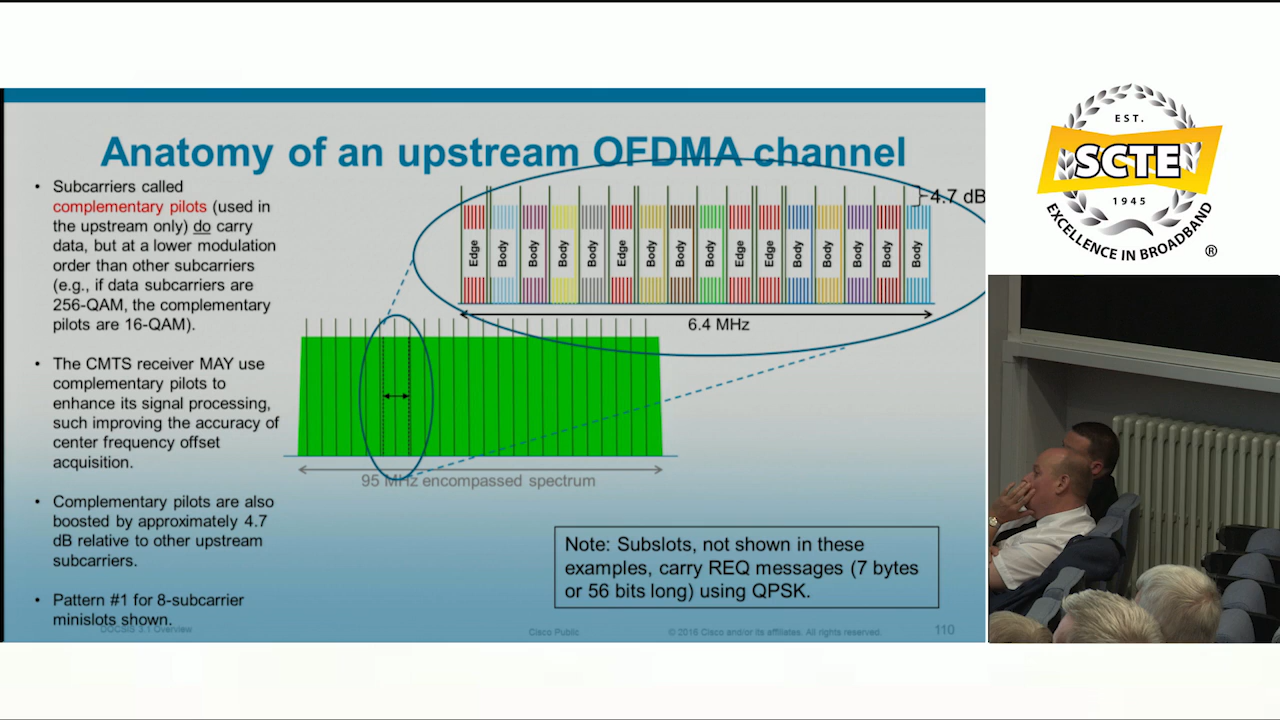 Anatomy of an upstream OFDMA channel
• Subcarriers called
complementary pilots (used in
the upstream only) do carry
data, but at a lower modulation
order than other subcarriers
(e.g., if data subcarriers are
256-QAM, the complementary
pilots are 16-QAM).
• The CMTS receiver MAY use
complementary pilots to
enhance its signal processing,
such improving the accuracy of
center frequency offset
acquisition.
• Complementary pilots are also
boosted by approximately 4.7
dB relative to other upstream
subcarriers.
• Pattern #1 for 8-subcarrier
minislots shown.
4.7 dB
Edge Body Body Body Body Edge Body Body Body Edge Edge Body Body Body Body Body
6.4 MHz
95 MHz encompassed spectrum
Note: Subslots, not shown in these
examples, carry REQ messages (7 bytes
or 56 bits long) using QPSK.
DOCSIS 3.1 Overview
Cisco Public
© 2016 Cisco and/or its affiliates. All rights reserved.
110
EST.
SCTE
1945
EXCELLENCE IN BROADBAND
®